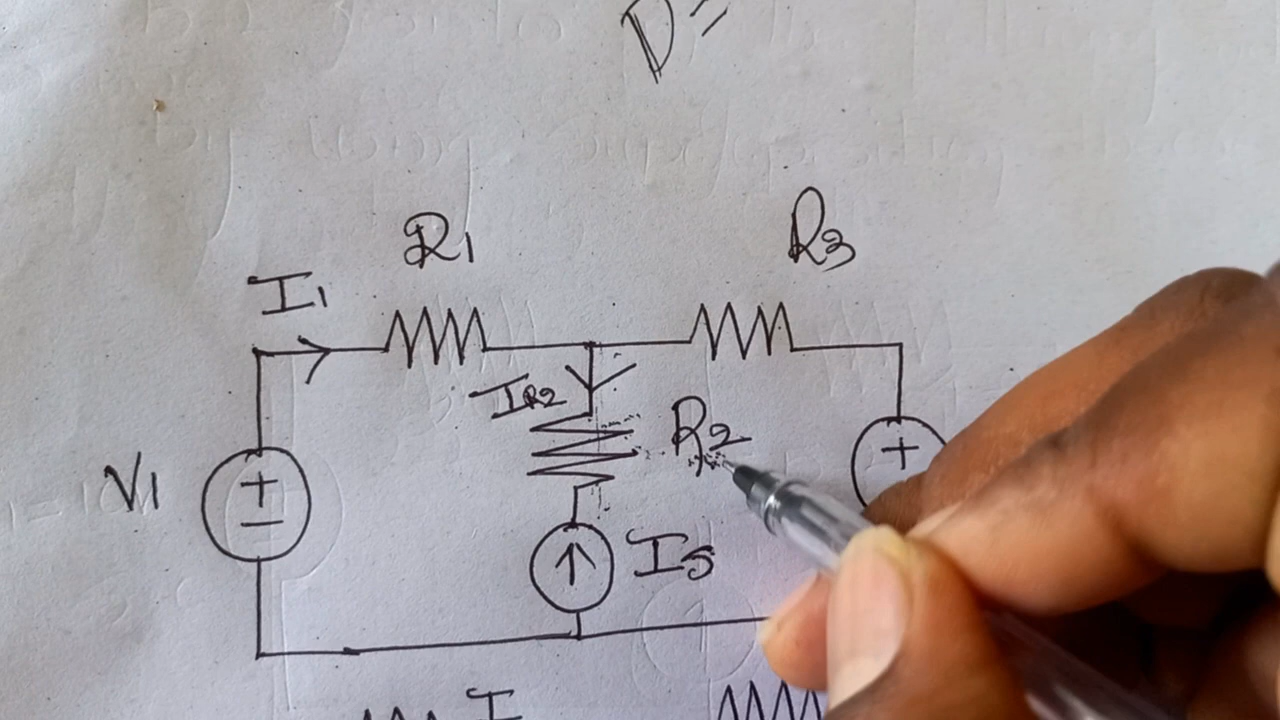 D=
R1
R3
I1
IR2
R2
V1
+
−
+
IS
I